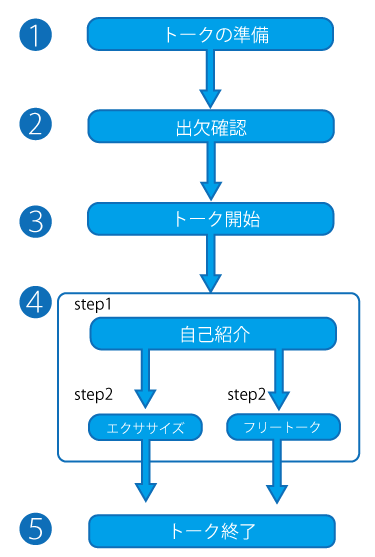 1 トークの準備
2 出欠確認
3 トーク開始
4
step1
自己紹介
step2 step2
エクササイズ フリートーク
5 トーク終了